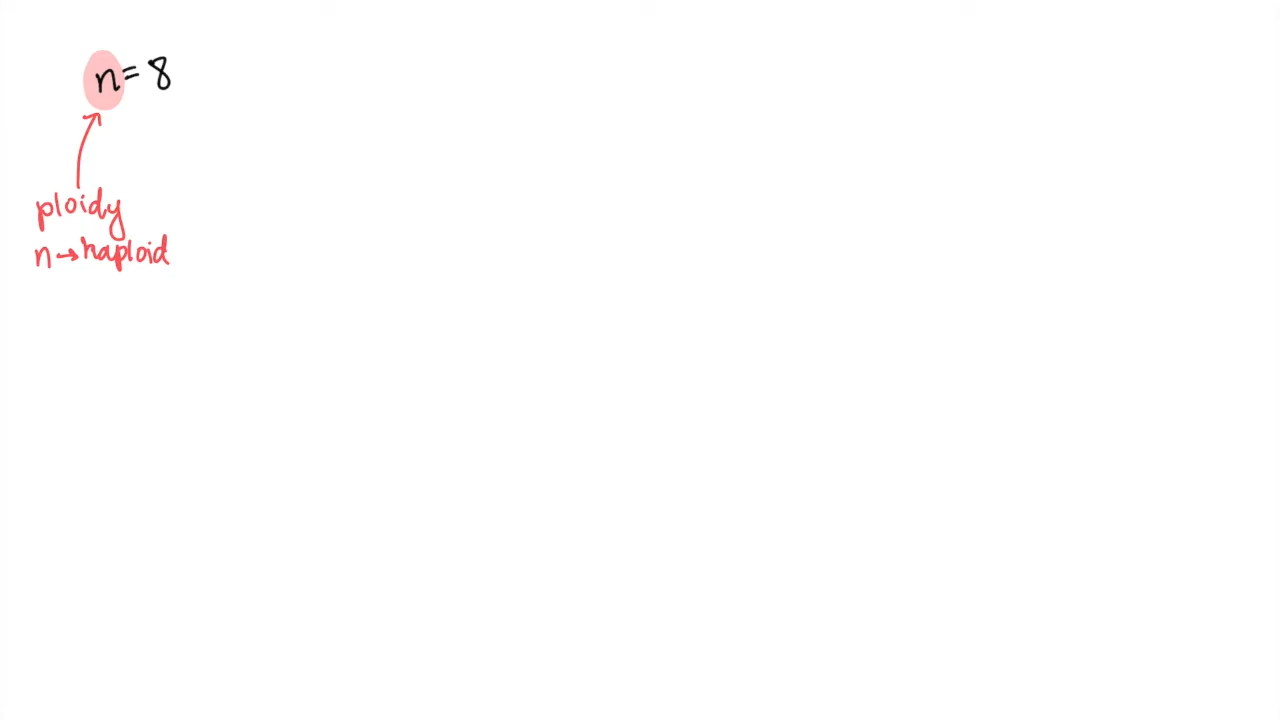 n = 8
ploidy
n → haploid